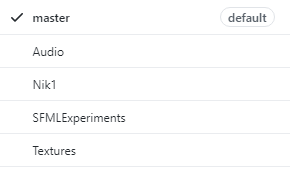 master default
Audio
Nik1
SFMLExperiments
Textures